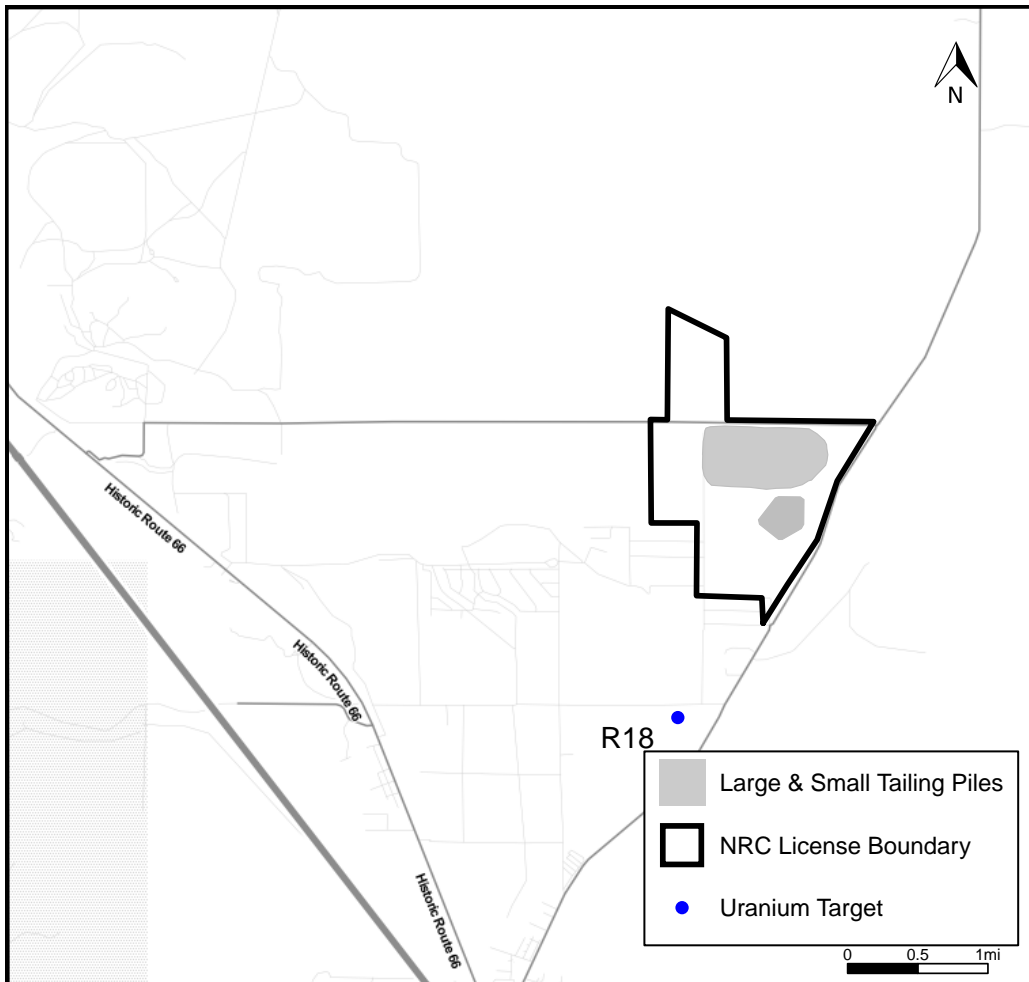 N
Historic Route 66
Historic Route 66
R18
Large & Small Tailing Piles
NRC License Boundary
Uranium Target
Historic Route 66
0 0.5 1mi